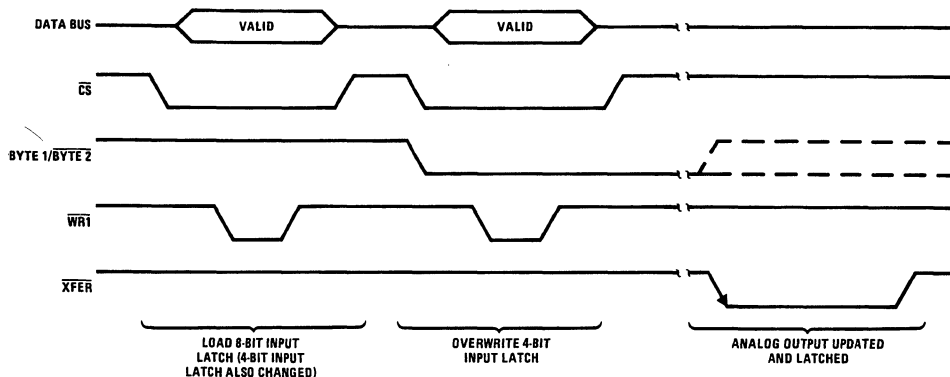 DATA BUS
VALID
VALID
CS
BYTE 1/BYTE 2
WR1
XFER
LOAD 8-BIT INPUT
LATCH (4-BIT INPUT
LATCH ALSO CHANGED)
OVERWRITE 4-BIT
INPUT LATCH
ANALOG OUTPUT UPDATED
AND LATCHED